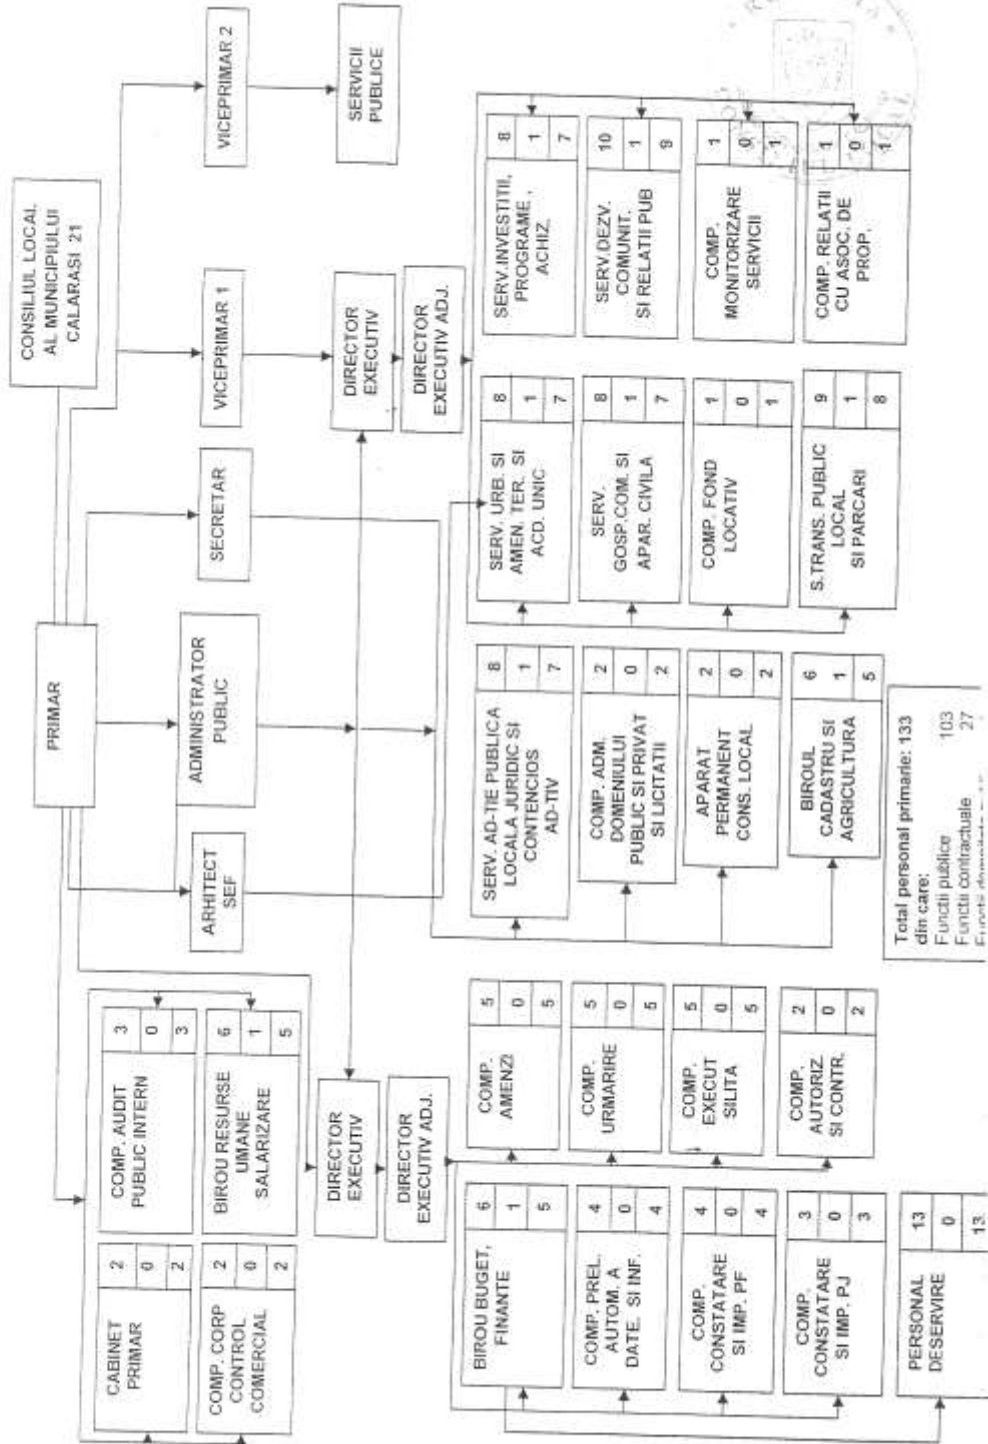 CONSILIUL LOCAL
AL MUNICIPIULUI
CALARASI 21
PRIMAR
VICEPRIMAR 2
SERVICII
PUBLICE
VICEPRIMAR 1
SECRETAR
ADMINISTRATOR
PUBLIC
ARHITECT
SEF
DIRECTOR
EXECUTIV
DIRECTOR
EXECUTIV ADJ.
CABINET
PRIMAR
2
0
2
COMP. AUDIT
PUBLIC INTERN
3
0
3
COMP. CORP
CONTROL
COMERCIAL
2
0
2
BIROU RESURSE
UMANE
SALARIZARE
6
1
5
DIRECTOR
EXECUTIV
DIRECTOR
EXECUTIV ADJ.
BIROU BUGET,
FINANTE
6
1
5
COMP. AMENZI
5
0
5
SERV. AD-TIE PUBLICA
LOCALA JURIDIC SI
CONTENCIOS
AD-TIV
8
1
7
SERV. URB. SI
AMEN. TER. SI
ACD. UNIC
8
1
7
SERV.INVESTITII,
PROGRAME ,
ACHIZ.
8
1
7
COMP. PREL.
AUTOM. A
DATE. SI INF.
4
0
4
COMP.
URMARIRE
5
0
5
COMP. ADM.
DOMENIULUI
PUBLIC SI PRIVAT
SI LICITATII
2
0
2
SERV.
GOSP.COM. SI
APAR. CIVILA
8
1
7
SERV.DEZV.
COMUNIT.
SI RELATII PUB
10
1
9
COMP.
CONSTATARE
SI IMP. PF
4
0
4
COMP.
EXECUT
SILITA
5
0
5
APARAT
PERMANENT
CONS. LOCAL
2
0
2
COMP. FOND
LOCATIV
1
0
1
COMP.
MONITORIZARE
SERVICII
1
0
1
COMP.
CONSTATARE
SI IMP. PJ
3
0
3
COMP.
AUTORIZ.
SI CONTR.
2
0
2
BIROUL
CADASTRU SI
AGRICULTURA
6
1
5
S.TRANS. PUBLIC
LOCAL
SI PARCARI
9
1
8
COMP. RELATII
CU ASOC. DE
PROP.
1
0
1
PERSONAL
DESERVIRE
13
0
13
Total personal primarie: 133
din care:
Functii publice 103
Functii contractuale 27